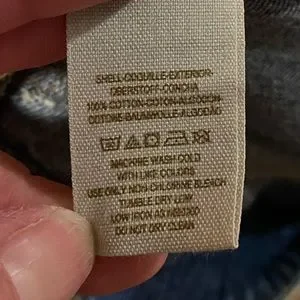 SHELL-COQUILLE-EXTERIOR-
OBERSTOFF-CONCHA
100% COTTON-COTON-ALGODON
COTONE-BAUMWOLLE-ALGODÃO
MACHINE WASH COLD
WITH LIKE COLORS
USE ONLY NON-CHLORINE BLEACH
TUMBLE DRY LOW
LOW IRON AS NEEDED
DO NOT DRY CLEAN